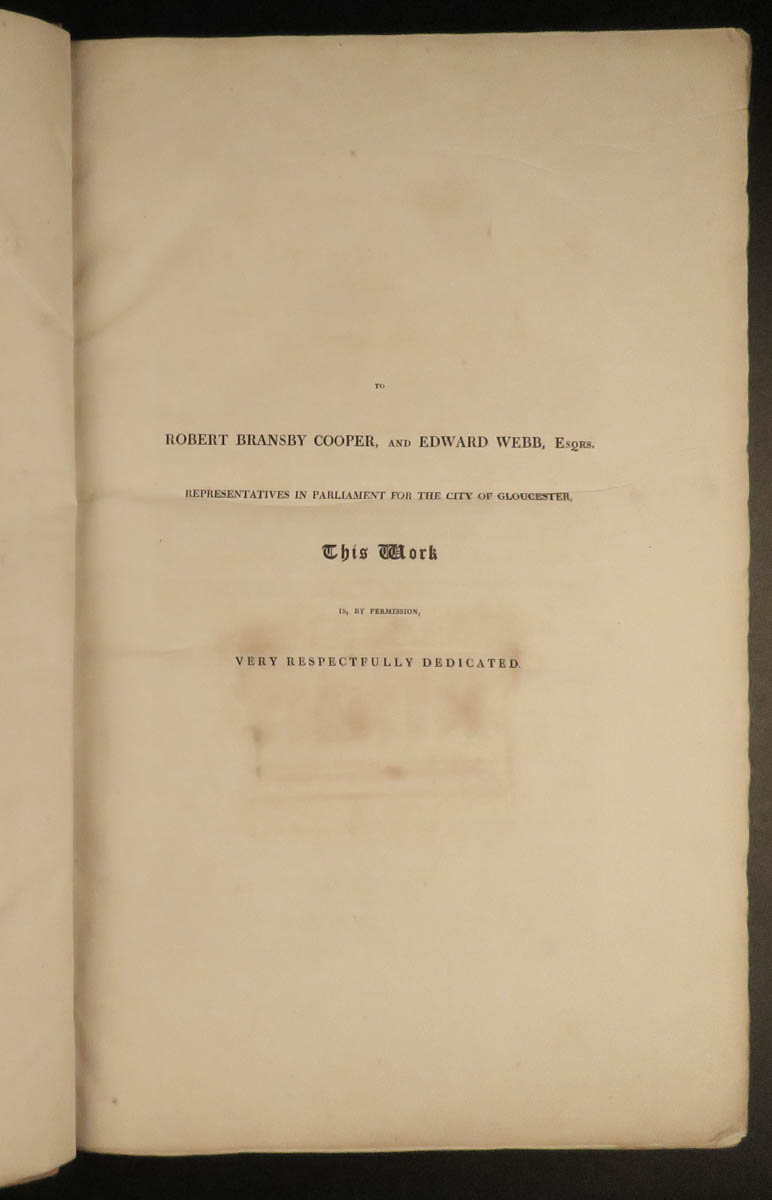 TO
ROBERT BRANSBY COOPER, AND EDWARD WEBB, ESQRS.
REPRESENTATIVES IN PARLIAMENT FOR THE CITY OF GLOUCESTER,
This Work
IS, BY PERMISSION,
VERY RESPECTFULLY DEDICATED.